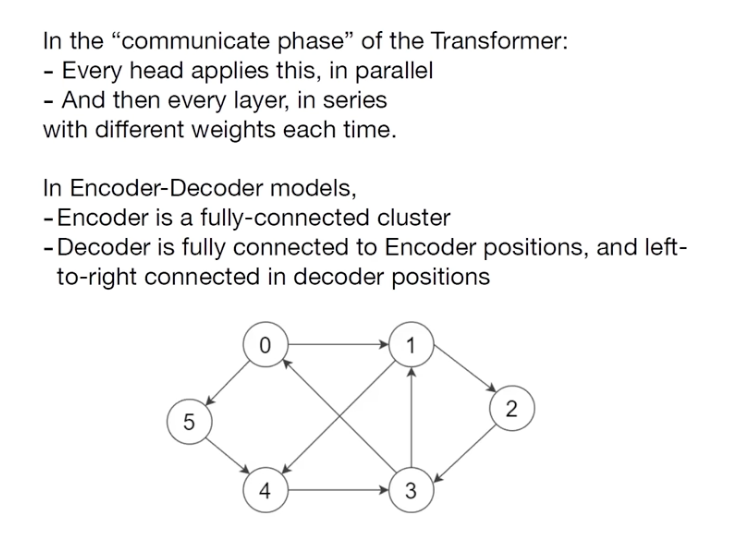 In the “communicate phase” of the Transformer:
- Every head applies this, in parallel
- And then every layer, in series
with different weights each time.
In Encoder-Decoder models,
- Encoder is a fully-connected cluster
- Decoder is fully connected to Encoder positions, and left-
to-right connected in decoder positions
0
1
2
5
4
3